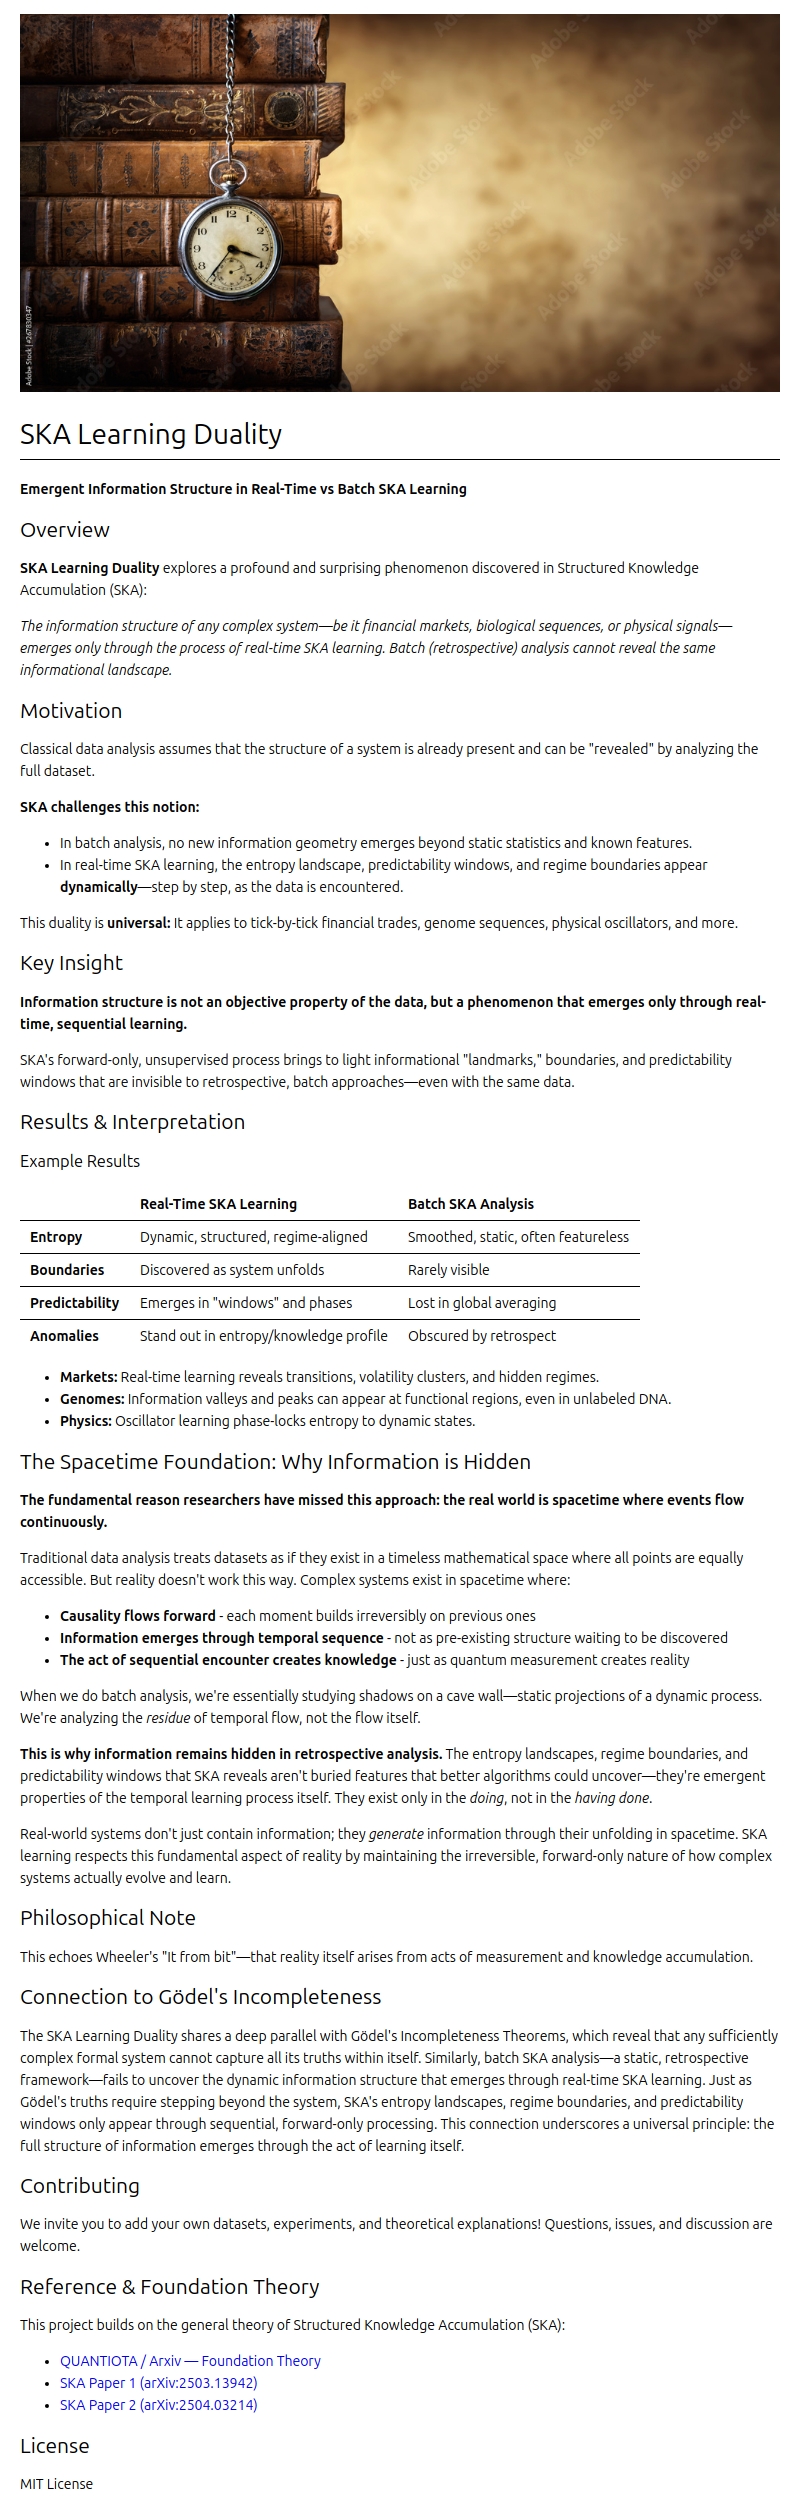 Adobe Stock
Adobe Stock | #267830347
12
SKA Learning Duality
Emergent Information Structure in Real-Time vs Batch SKA Learning
Overview
SKA Learning Duality explores a profound and surprising phenomenon discovered in Structured Knowledge
Accumulation (SKA):
The information structure of any complex system—be it financial markets, biological sequences, or physical signals—
emerges only through the process of real-time SKA learning. Batch (retrospective) analysis cannot reveal the same
informational landscape.
Motivation
Classical data analysis assumes that the structure of a system is already present and can be "revealed" by analyzing the
full dataset.
SKA challenges this notion:
• In batch analysis, no new information geometry emerges beyond static statistics and known features.
• In real-time SKA learning, the entropy landscape, predictability windows, and regime boundaries appear
dynamically—step by step, as the data is encountered.
This duality is universal: It applies to tick-by-tick financial trades, genome sequences, physical oscillators, and more.
Key Insight
Information structure is not an objective property of the data, but a phenomenon that emerges only through real-
time, sequential learning.
SKA's forward-only, unsupervised process brings to light informational "landmarks," boundaries, and predictability
windows that are invisible to retrospective, batch approaches—even with the same data.
Results & Interpretation
Example Results
Real-Time SKA Learning Batch SKA Analysis
Entropy Dynamic, structured, regime-aligned Smoothed, static, often featureless
Boundaries Discovered as system unfolds Rarely visible
Predictability Emerges in "windows" and phases Lost in global averaging
Anomalies Stand out in entropy/knowledge profile Obscured by retrospect
• Markets: Real-time learning reveals transitions, volatility clusters, and hidden regimes.
• Genomes: Information valleys and peaks can appear at functional regions, even in unlabeled DNA.
• Physics: Oscillator learning phase-locks entropy to dynamic states.
The Spacetime Foundation: Why Information is Hidden
The fundamental reason researchers have missed this approach: the real world is spacetime where events flow
continuously.
Traditional data analysis treats datasets as if they exist in a timeless mathematical space where all points are equally
accessible. But reality doesn't work this way. Complex systems exist in spacetime where:
• Causality flows forward - each moment builds irreversibly on previous ones
• Information emerges through temporal sequence - not as pre-existing structure waiting to be discovered
• The act of sequential encounter creates knowledge - just as quantum measurement creates reality
When we do batch analysis, we're essentially studying shadows on a cave wall—static projections of a dynamic process.
We're analyzing the residue of temporal flow, not the flow itself.
This is why information remains hidden in retrospective analysis. The entropy landscapes, regime boundaries, and
predictability windows that SKA reveals aren't buried features that better algorithms could uncover—they're emergent
properties of the temporal learning process itself. They exist only in the doing, not in the having done.
Real-world systems don't just contain information; they generate information through their unfolding in spacetime. SKA
learning respects this fundamental aspect of reality by maintaining the irreversible, forward-only nature of how complex
systems actually evolve and learn.
Philosophical Note
This echoes Wheeler's "It from bit"—that reality itself arises from acts of measurement and knowledge accumulation.
Connection to Gödel's Incompleteness
The SKA Learning Duality shares a deep parallel with Gödel's Incompleteness Theorems, which reveal that any sufficiently
complex formal system cannot capture all its truths within itself. Similarly, batch SKA analysis—a static, retrospective
framework—fails to uncover the dynamic information structure that emerges through real-time SKA learning. Just as
Gödel's truths require stepping beyond the system, SKA's entropy landscapes, regime boundaries, and predictability
windows only appear through sequential, forward-only processing. This connection underscores a universal principle: the
full structure of information emerges through the act of learning itself.
Contributing
We invite you to add your own datasets, experiments, and theoretical explanations! Questions, issues, and discussion are
welcome.
Reference & Foundation Theory
This project builds on the general theory of Structured Knowledge Accumulation (SKA):
• QUANTIOTA / Arxiv — Foundation Theory
• SKA Paper 1 (arXiv:2503.13942)
• SKA Paper 2 (arXiv:2504.03214)
License
MIT License